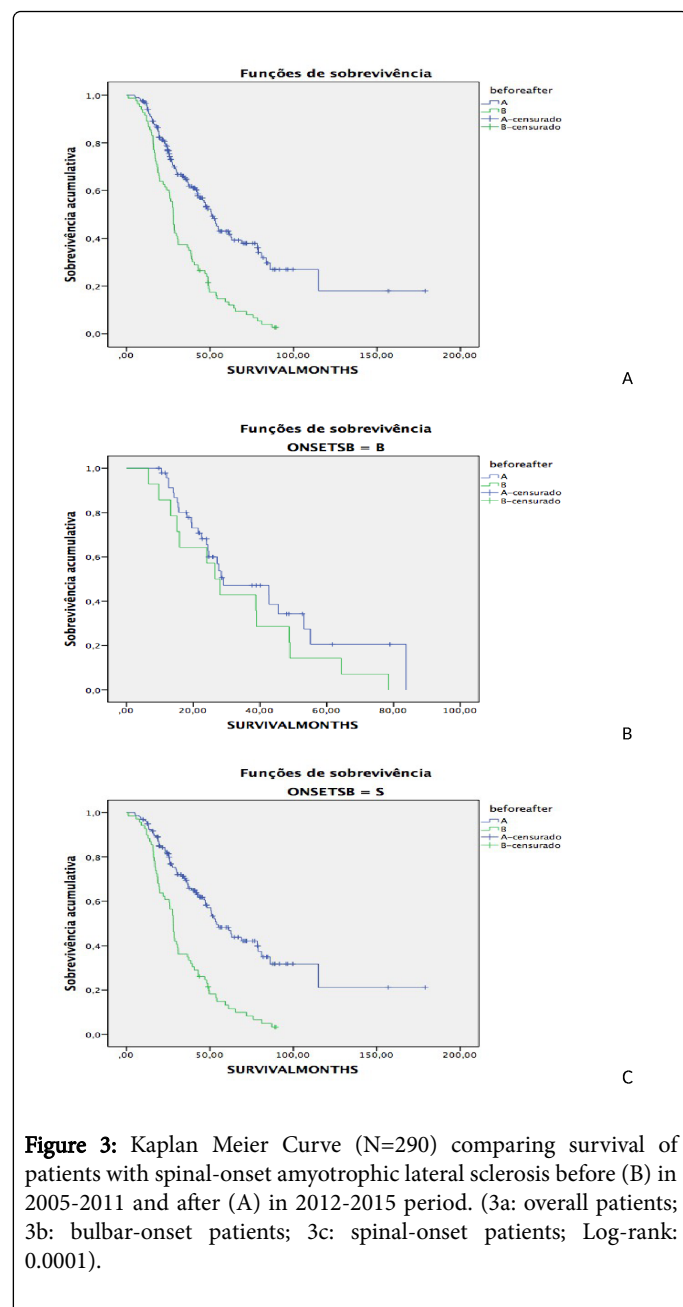 Funções de sobrevivência
beforeafter
A
B
A-censurado
B-censurado
Sobrevivência acumulativa
1,0
0,8
0,6
0,4
0,2
0,0
,00 50,00 100,00 150,00 200,00
SURVIVALMONTHS
A
Funções de sobrevivência
ONSETSB = B
beforeafter
A
B
A-censurado
B-censurado
Sobrevivência acumulativa
1,0
0,8
0,6
0,4
0,2
0,0
,00 20,00 40,00 60,00 80,00 100,00
SURVIVALMONTHS
B
Funções de sobrevivência
ONSETSB = S
beforeafter
A
B
A-censurado
B-censurado
Sobrevivência acumulativa
1,0
0,8
0,6
0,4
0,2
0,0
,00 50,00 100,00 150,00 200,00
SURVIVALMONTHS
C
Figure 3: Kaplan Meier Curve (N=290) comparing survival of
patients with spinal-onset amyotrophic lateral sclerosis before (B) in
2005-2011 and after (A) in 2012-2015 period. (3a: overall patients;
3b: bulbar-onset patients; 3c: spinal-onset patients; Log-rank:
0.0001).